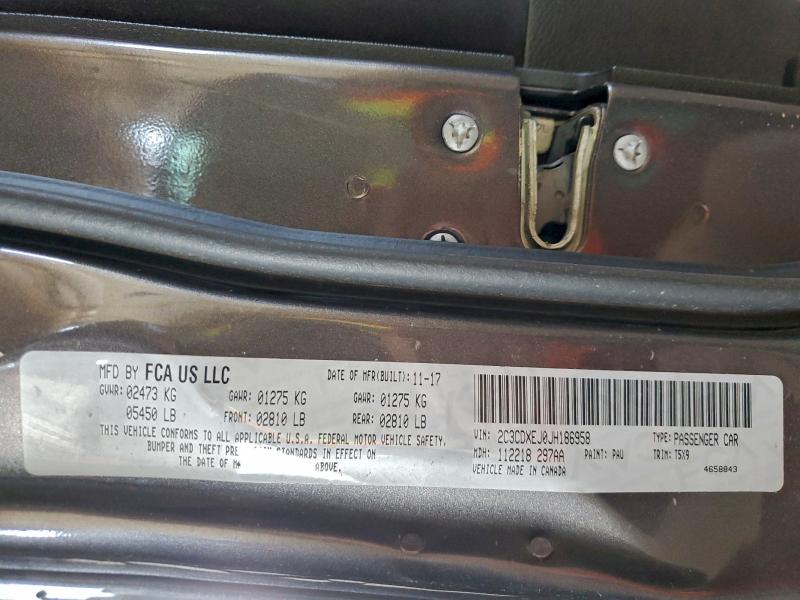 MFD BY FCA US LLC DATE OF MFR(BUILT): 11-17
GVWR: 02473 KG GAWR: 01275 KG GAWR: 01275 KG
05450 LB FRONT: 02810 LB REAR: 02810 LB
THIS VEHICLE CONFORMS TO ALL APPLICABLE U.S.A. FEDERAL MOTOR VEHICLE SAFETY,
BUMPER AND THEFT STANDARDS IN EFFECT ON
THE DATE OF ABOVE,
VIN: 2C3CDXEJ0JH186958 TYPE: PASSENGER CAR
MDH: 112218 297AA PAINT: PAU TRIM: T5X9
VEHICLE MADE IN CANADA 4658843